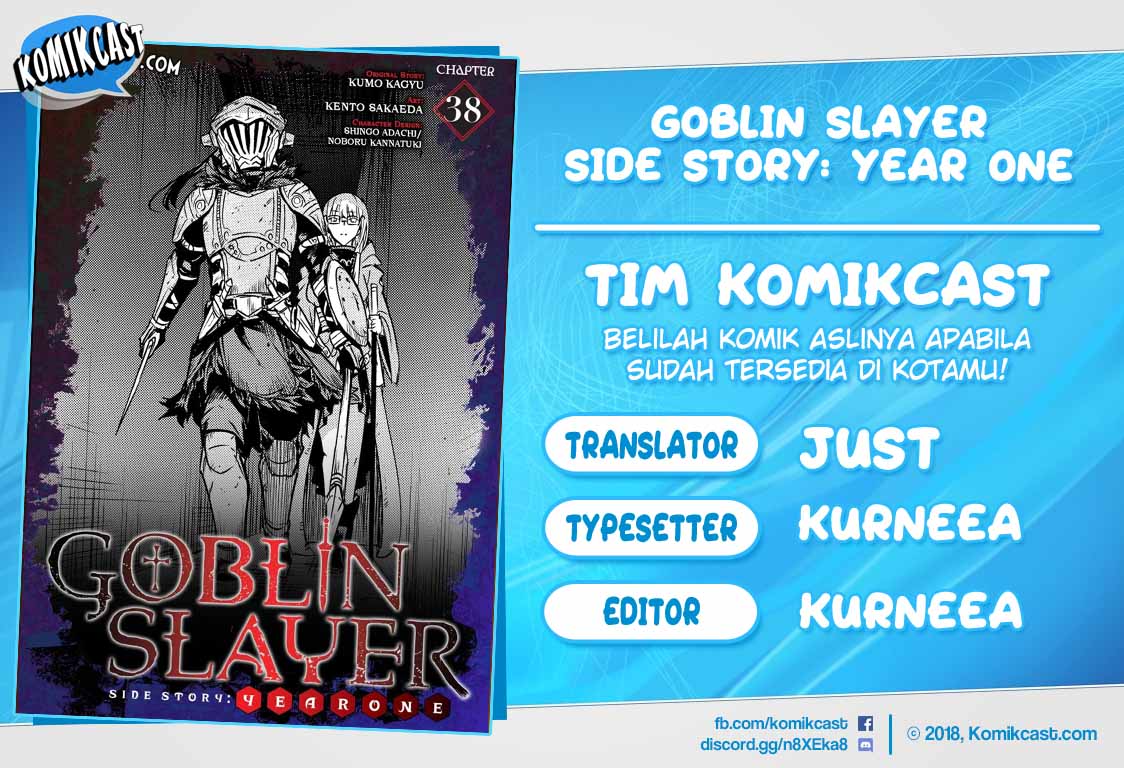 KOMIKCAST
.COM
CHAPTER
38
ORIGINAL STORY:
KUMO KAGYU
ART:
KENTO SAKAEDA
CHARACTER DESIGN:
SHINGO ADACHI/
NOBORU KANNATUKI
GOBLIN
SLAYER
SIDE STORY: YEAR ONE
GOBLIN SLAYER
SIDE STORY: YEAR ONE
TIM KOMIKCAST
BELILAH KOMIK ASLINYA APABILA
SUDAH TERSEDIA DI KOTAMU!
TRANSLATOR JUST
TYPESETTER KURNEEA
EDITOR KURNEEA
fb.com/komikcast
discord.gg/n8XEka8
© 2018, Komikcast.com